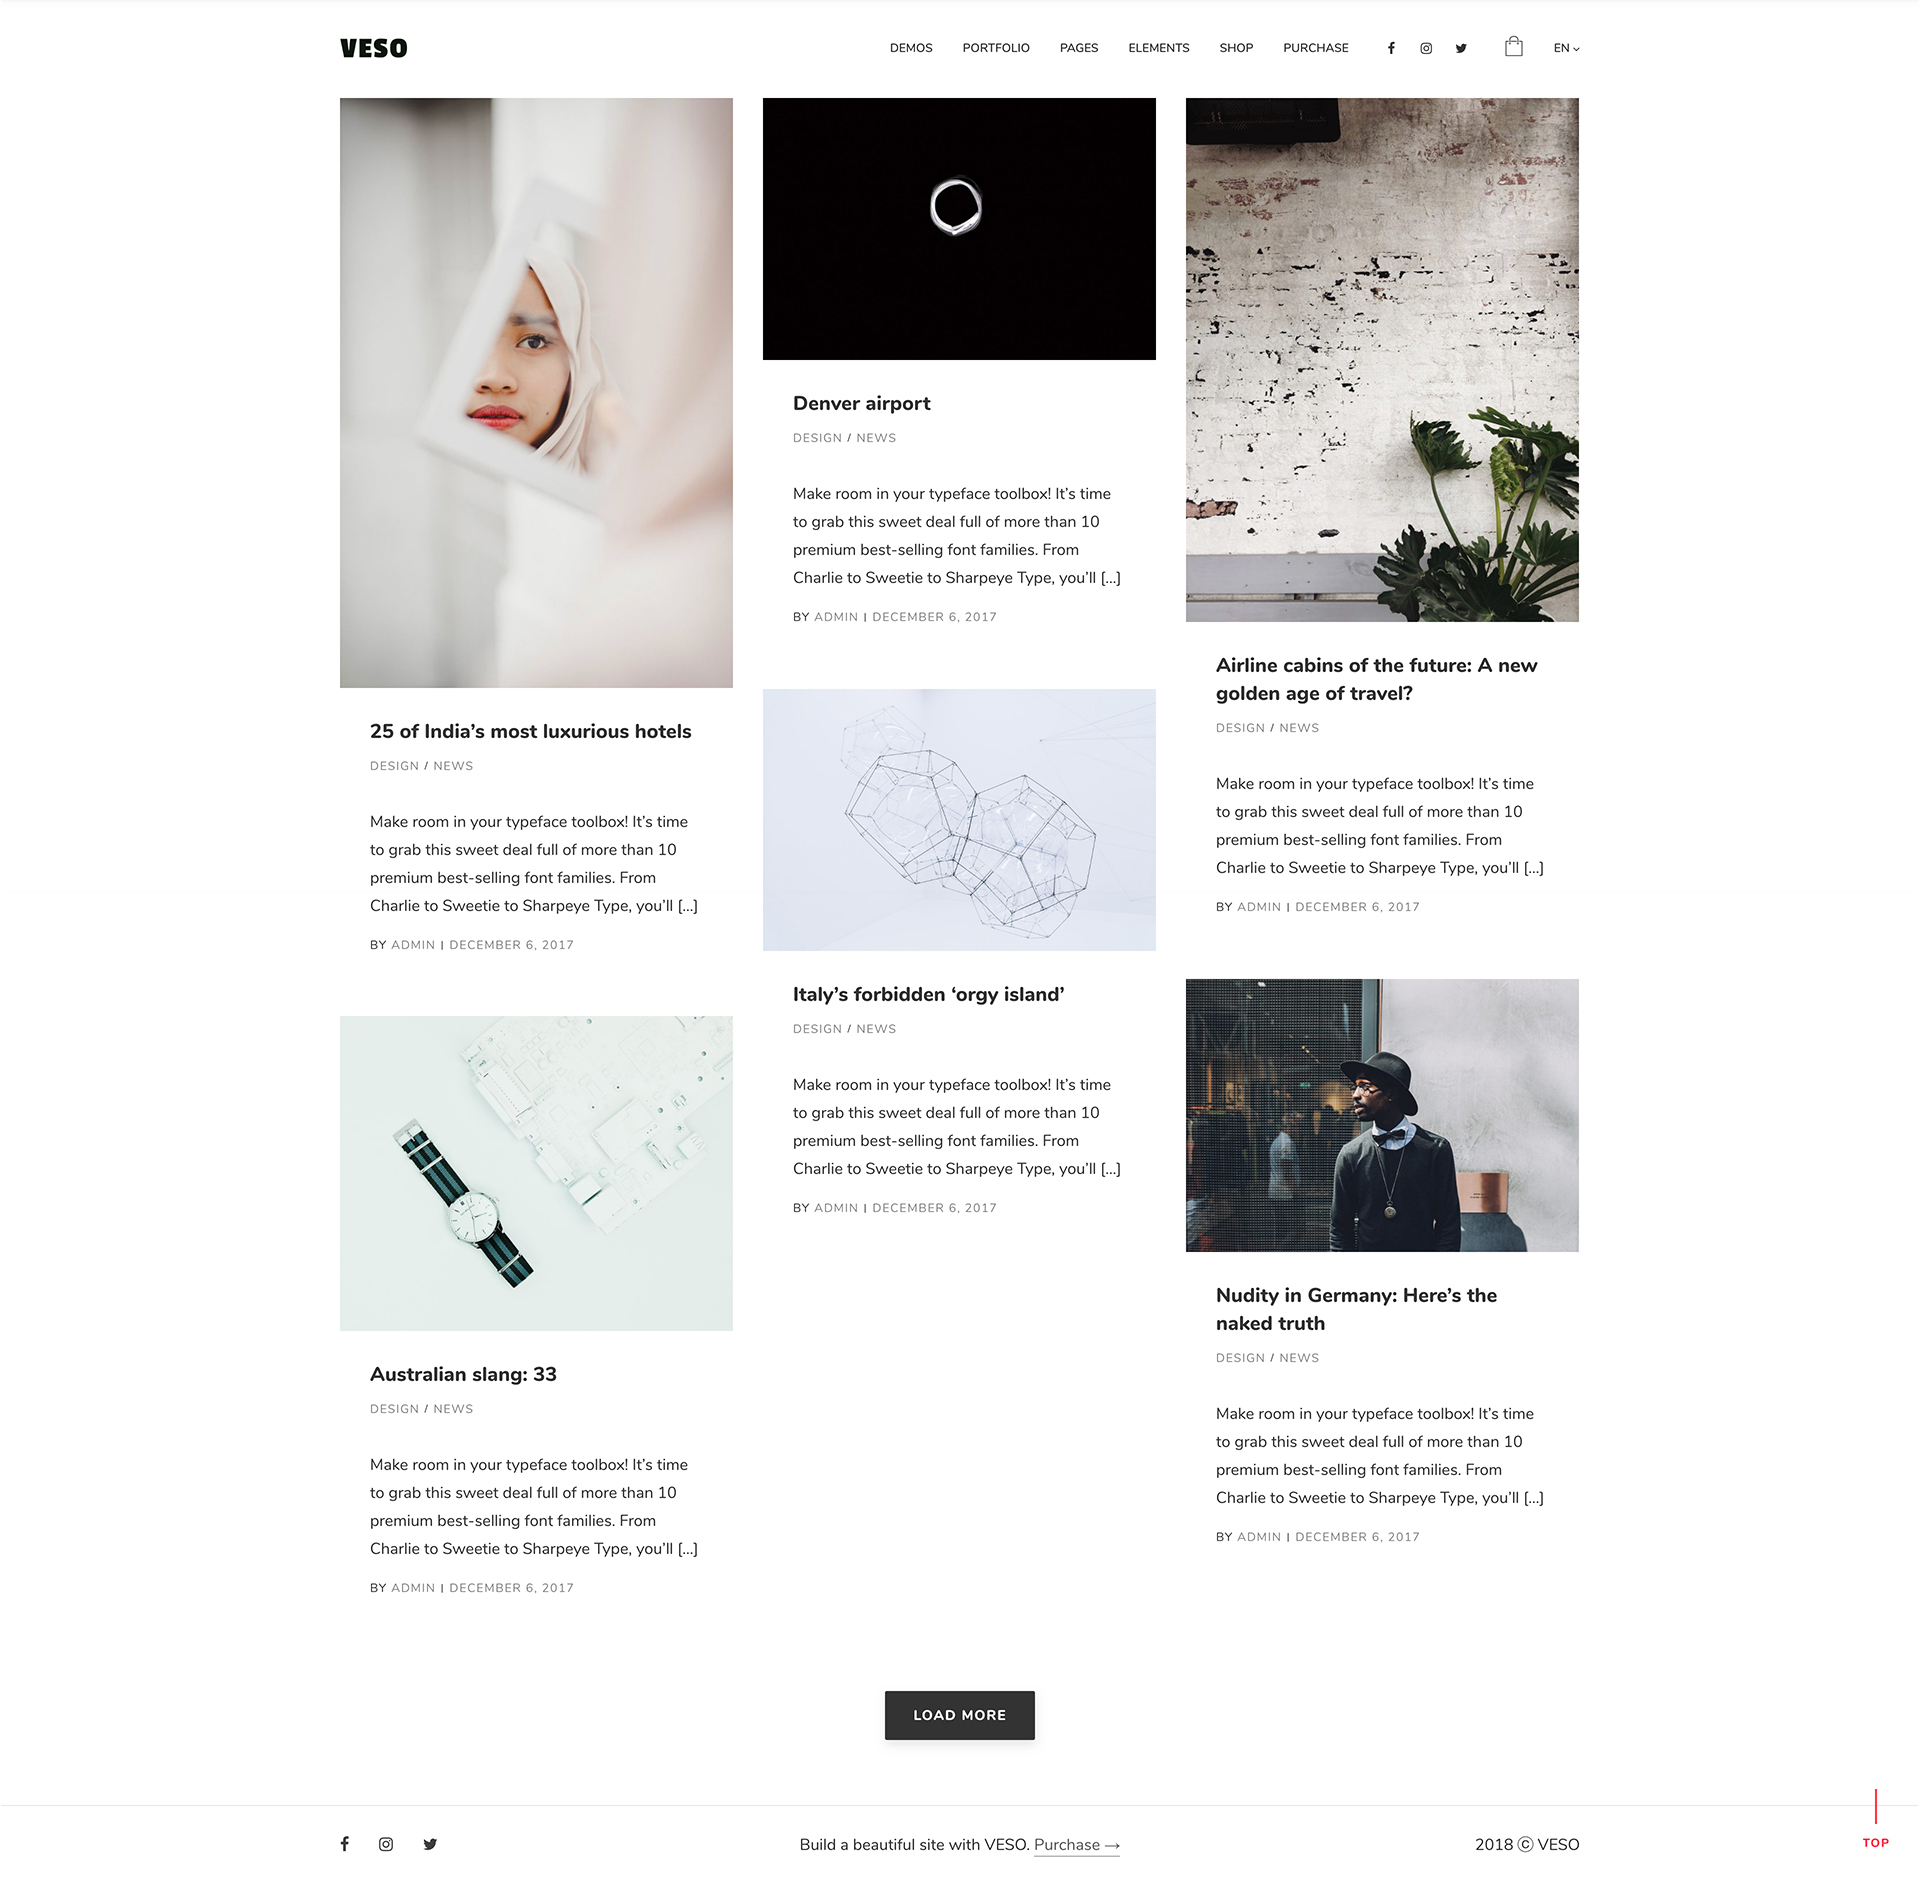 VESO
DEMOS PORTFOLIO PAGES ELEMENTS SHOP PURCHASE EN
25 of India’s most luxurious hotels
DESIGN / NEWS
Make room in your typeface toolbox! It’s time
to grab this sweet deal full of more than 10
premium best-selling font families. From
Charlie to Sweetie to Sharpeye Type, you’ll [...]
BY ADMIN | DECEMBER 6, 2017
Australian slang: 33
DESIGN / NEWS
Make room in your typeface toolbox! It’s time
to grab this sweet deal full of more than 10
premium best-selling font families. From
Charlie to Sweetie to Sharpeye Type, you’ll [...]
BY ADMIN | DECEMBER 6, 2017
Denver airport
DESIGN / NEWS
Make room in your typeface toolbox! It’s time
to grab this sweet deal full of more than 10
premium best-selling font families. From
Charlie to Sweetie to Sharpeye Type, you’ll [...]
BY ADMIN | DECEMBER 6, 2017
Italy’s forbidden ‘orgy island’
DESIGN / NEWS
Make room in your typeface toolbox! It’s time
to grab this sweet deal full of more than 10
premium best-selling font families. From
Charlie to Sweetie to Sharpeye Type, you’ll [...]
BY ADMIN | DECEMBER 6, 2017
Airline cabins of the future: A new
golden age of travel?
DESIGN / NEWS
Make room in your typeface toolbox! It’s time
to grab this sweet deal full of more than 10
premium best-selling font families. From
Charlie to Sweetie to Sharpeye Type, you’ll [...]
BY ADMIN | DECEMBER 6, 2017
Nudity in Germany: Here’s the
naked truth
DESIGN / NEWS
Make room in your typeface toolbox! It’s time
to grab this sweet deal full of more than 10
premium best-selling font families. From
Charlie to Sweetie to Sharpeye Type, you’ll [...]
BY ADMIN | DECEMBER 6, 2017
LOAD MORE
Build a beautiful site with VESO. Purchase →
2018 ⓒ VESO
TOP